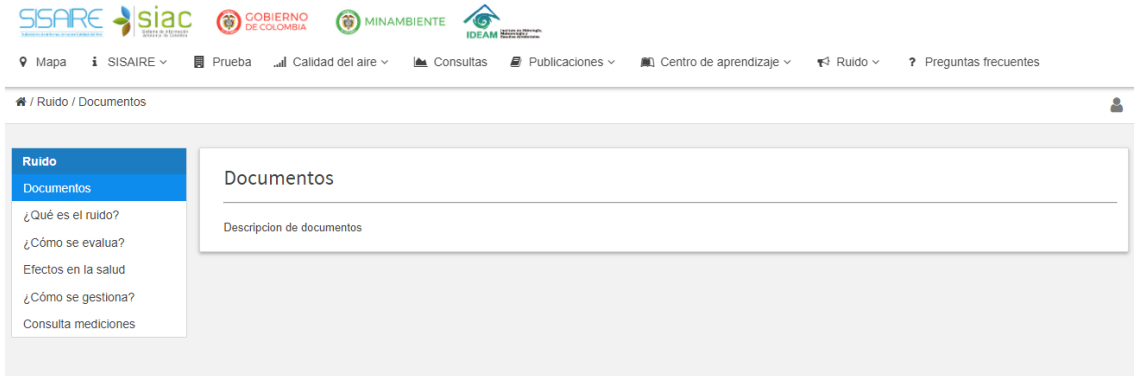 SISAIRE siac GOBIERNO DE COLOMBIA MINAMBIENTE IDEAM
Mapa SISAIRE Prueba Calidad del aire Consultas Publicaciones Centro de aprendizaje Ruido Preguntas frecuentes
/ Ruido / Documentos
Ruido
Documentos
¿Qué es el ruido?
¿Cómo se evalua?
Efectos en la salud
¿Cómo se gestiona?
Consulta mediciones
Documentos
Descripcion de documentos